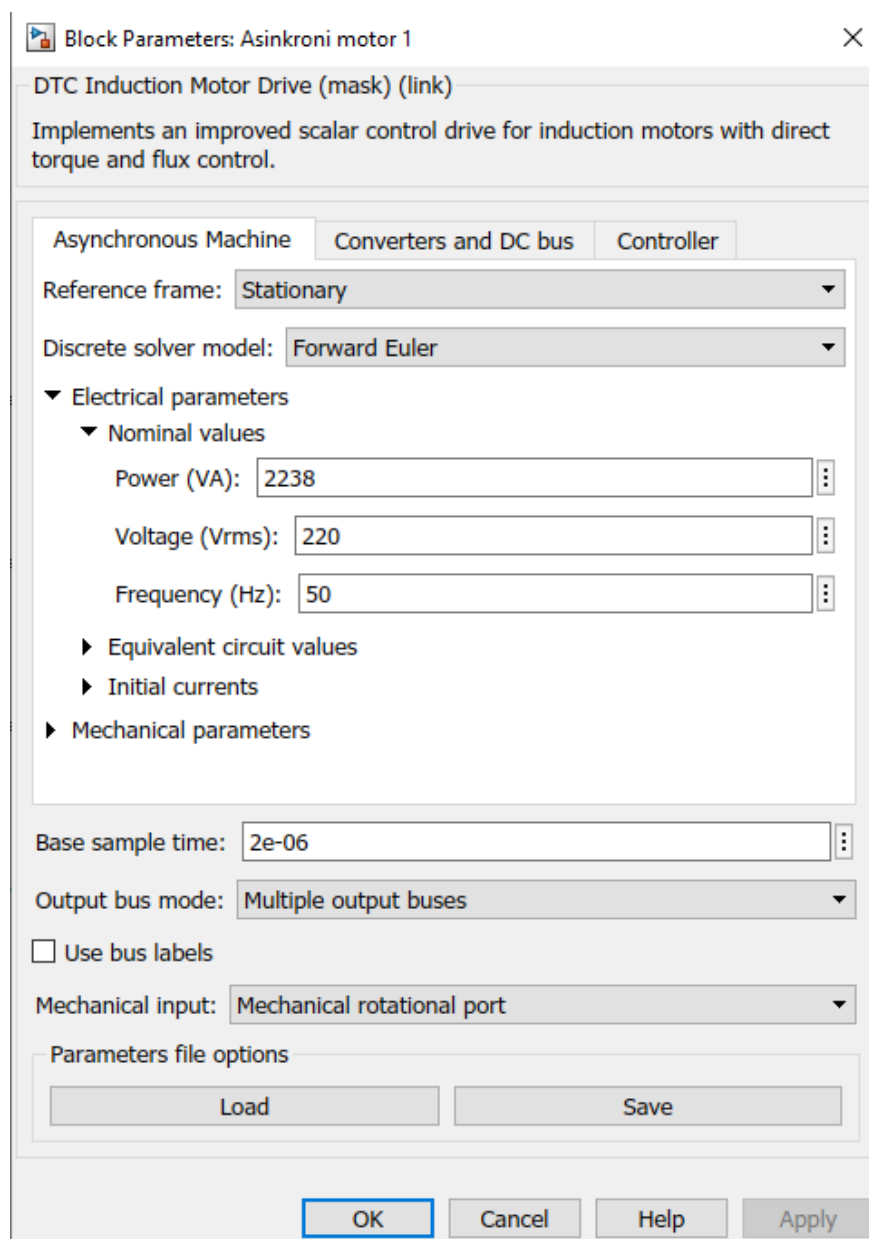 Block Parameters: Asinkroni motor 1
DTC Induction Motor Drive (mask) (link)
Implements an improved scalar control drive for induction motors with direct
torque and flux control.
Asynchronous Machine Converters and DC bus Controller
Reference frame: Stationary
Discrete solver model: Forward Euler
Electrical parameters
Nominal values
Power (VA): 2238
Voltage (Vrms): 220
Frequency (Hz): 50
Equivalent circuit values
Initial currents
Mechanical parameters
Base sample time: 2e-06
Output bus mode: Multiple output buses
Use bus labels
Mechanical input: Mechanical rotational port
Parameters file options
Load Save
OK Cancel Help Apply